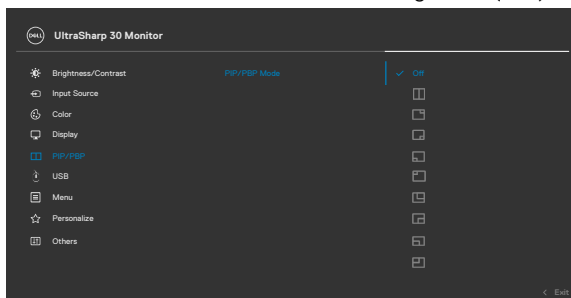 DELL UltraSharp 30 Monitor
Brightness/Contrast PIP/PBP Mode Off
Input Source
Color
Display
PIP/PBP
USB
Menu
Personalize
Others
Exit